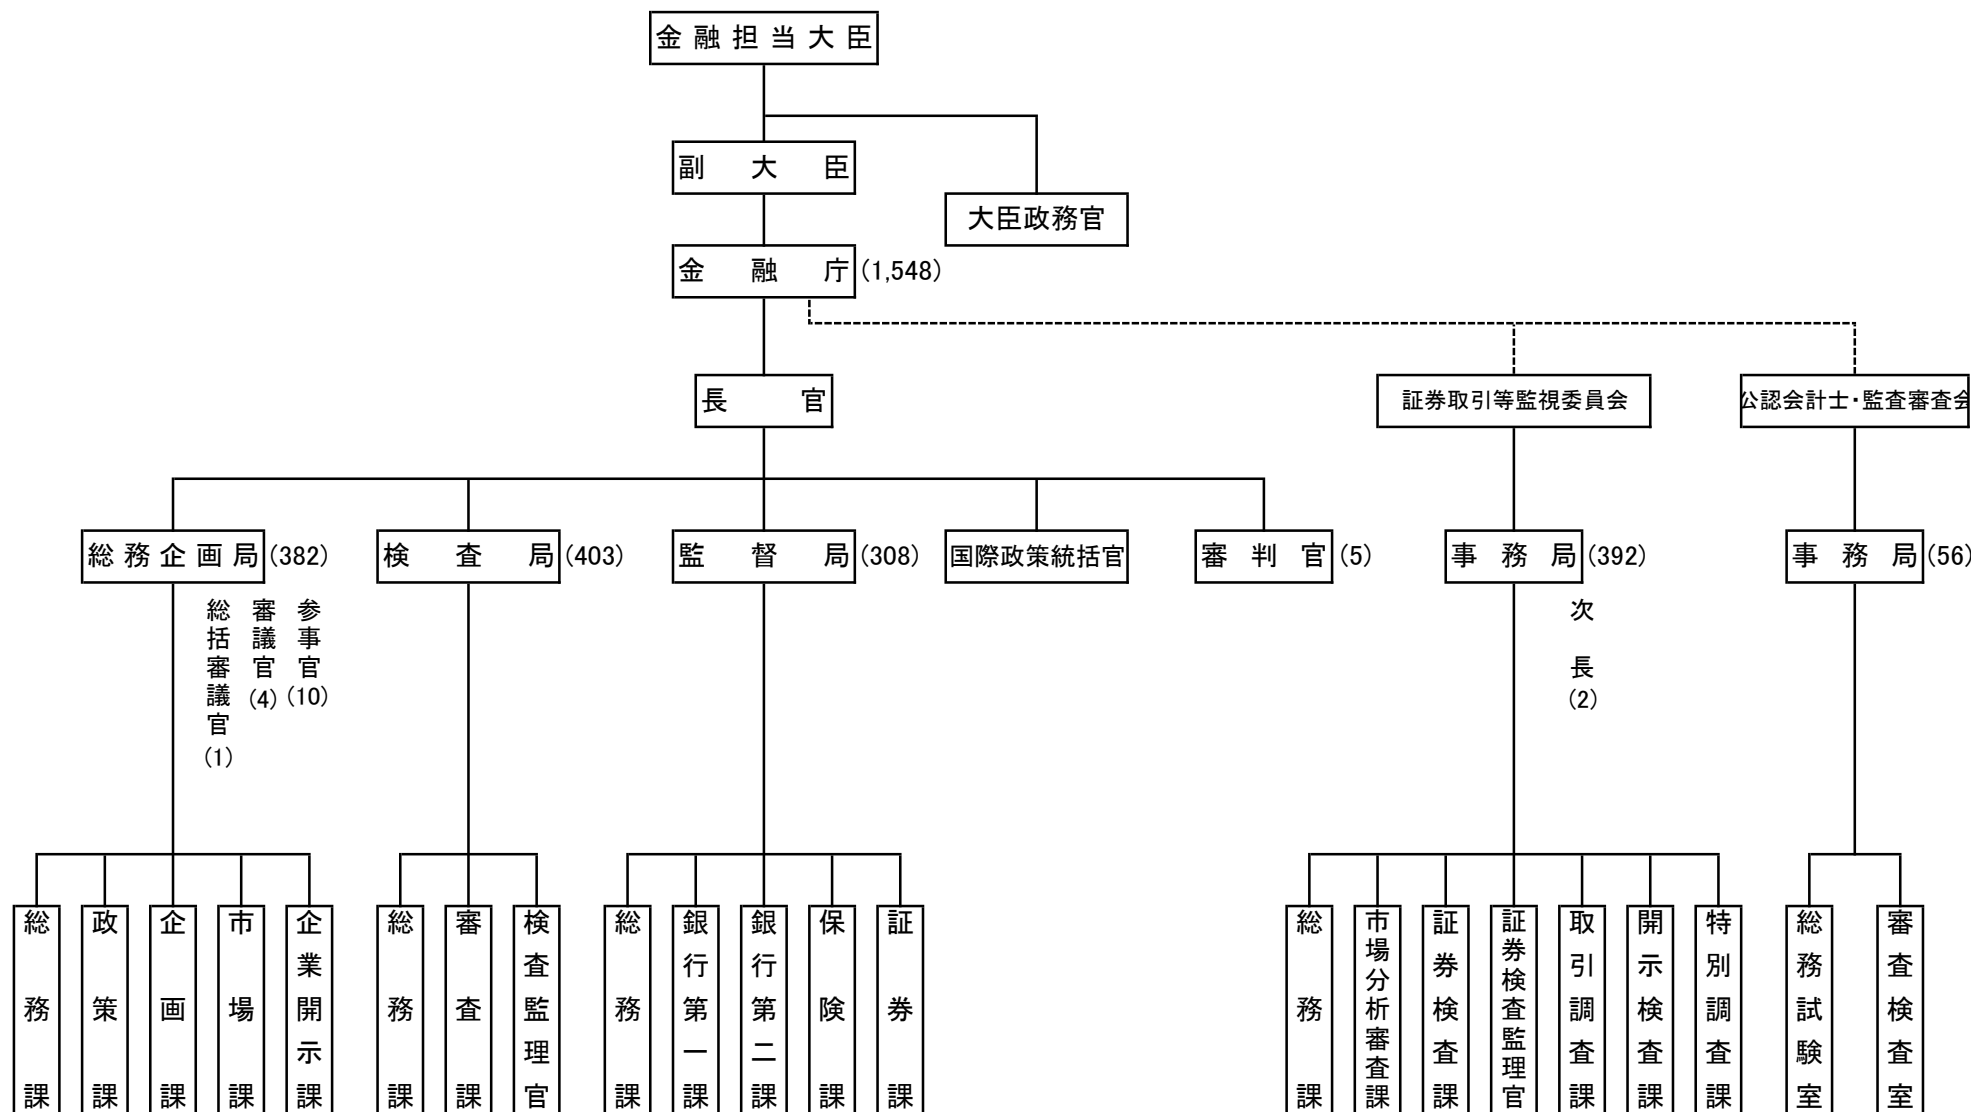 金融担当大臣
副大臣
大臣政務官
金融庁(1,548)
長官
証券取引等監視委員会
公認会計士・監査審査会
総務企画局(382)
検査局(403)
監督局(308)
国際政策統括官
審判官(5)
事務局(392)
事務局(56)
総括審議官(1)
審議官(4)
参事官(10)
次長(2)
総務課
政策課
企画課
市場課
企業開示課
総務課
審査課
検査監理官
総務課
銀行第一課
銀行第二課
保険課
証券課
総務課
市場分析審査課
証券検査課
証券検査監理官
取引調査課
開示検査課
特別調査課
総務試験室
審査検査室